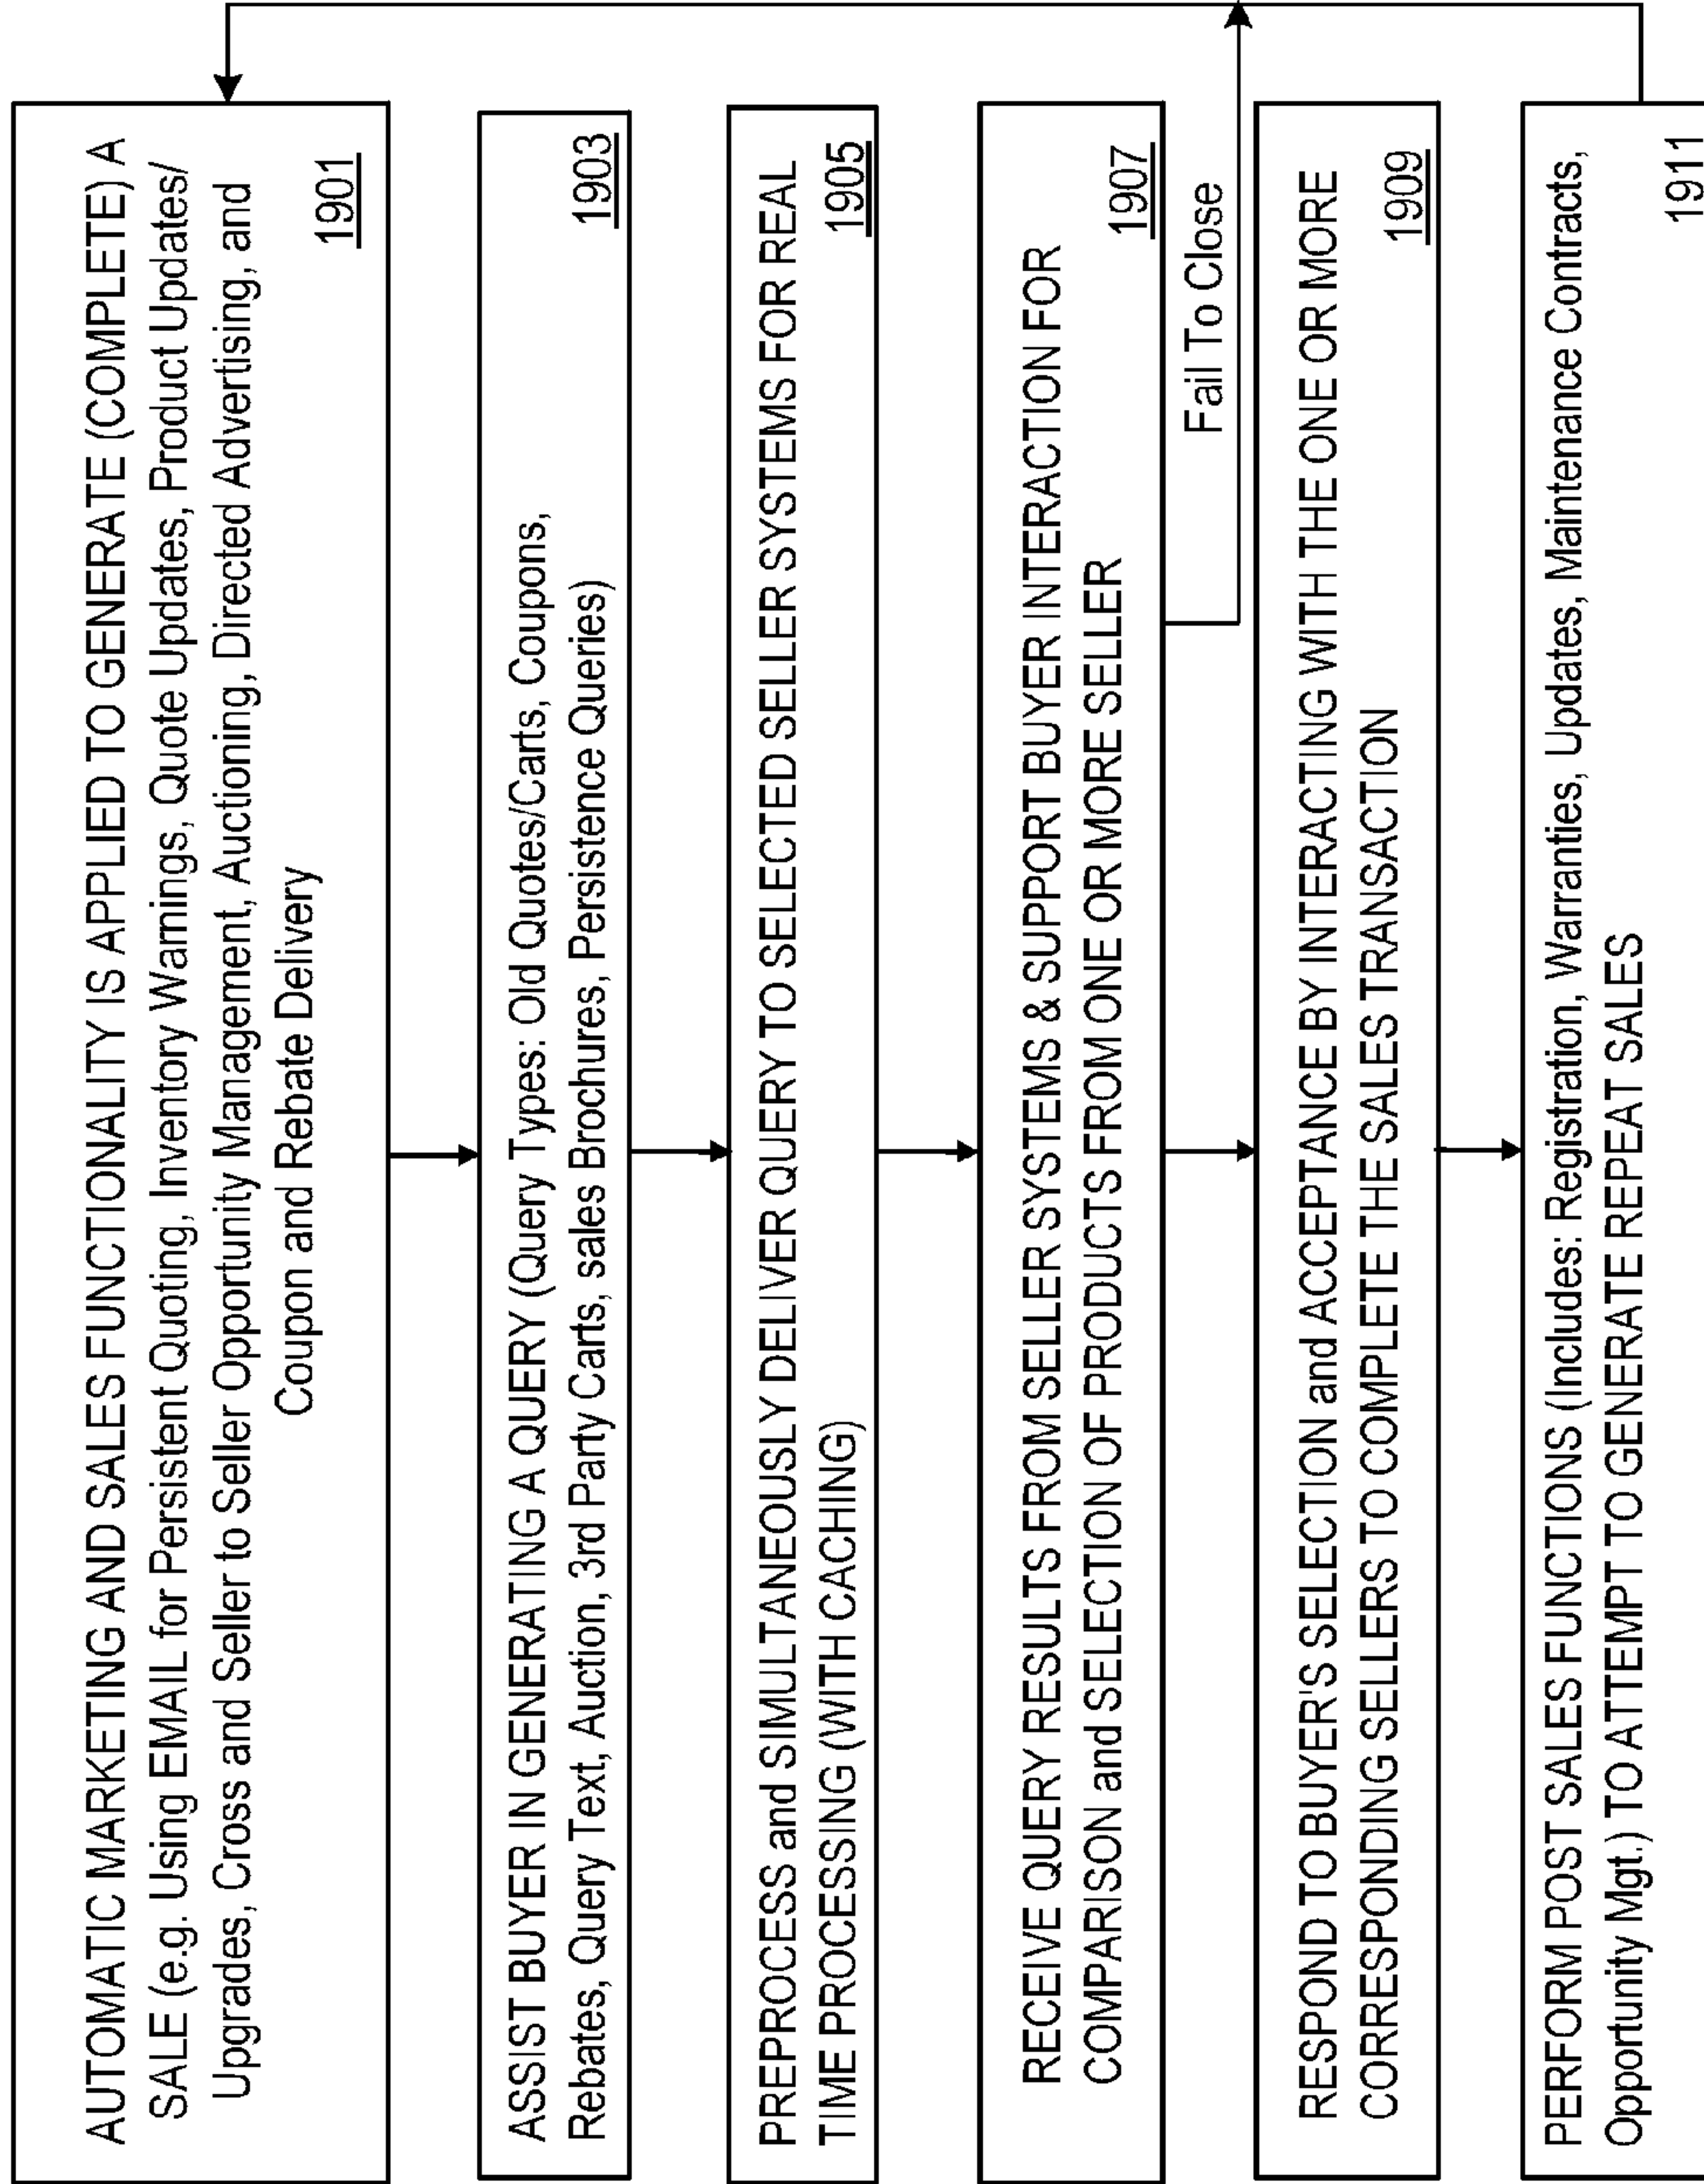 AUTOMATIC MARKETING AND SALES FUNCTIONALITY IS APPLIED TO GENERATE (COMPLETE) A
SALE (e.g. Using EMAIL for Persistent Quoting, Inventory Warnings, Quote Updates, Product Updates/
Upgrades, Cross and Seller to Seller Opportunity Management, Auctioning, Directed Advertising, and
Coupon and Rebate Delivery
1901
ASSIST BUYER IN GENERATING A QUERY (Query Types: Old Quotes/Carts, Coupons,
Rebates, Query Text, Auction, 3rd Party Carts, sales Brochures, Persistence Queries)
1903
PREPROCESS and SIMULTANEOUSLY DELIVER QUERY TO SELECTED SELLER SYSTEMS FOR REAL
TIME PROCESSING (WITH CACHING)
1905
RECEIVE QUERY RESULTS FROM SELLER SYSTEMS & SUPPORT BUYER INTERACTION FOR
COMPARISON and SELECTION OF PRODUCTS FROM ONE OR MORE SELLER
1907
Fail To Close
RESPOND TO BUYER'S SELECTION and ACCEPTANCE BY INTERACTING WITH THE ONE OR MORE
CORRESPONDING SELLERS TO COMPLETE THE SALES TRANSACTION
1909
PERFORM POST SALES FUNCTIONS (Includes: Registration, Warranties, Updates, Maintenance Contracts,
Opportunity Mgt.) TO ATTEMPT TO GENERATE REPEAT SALES
1911